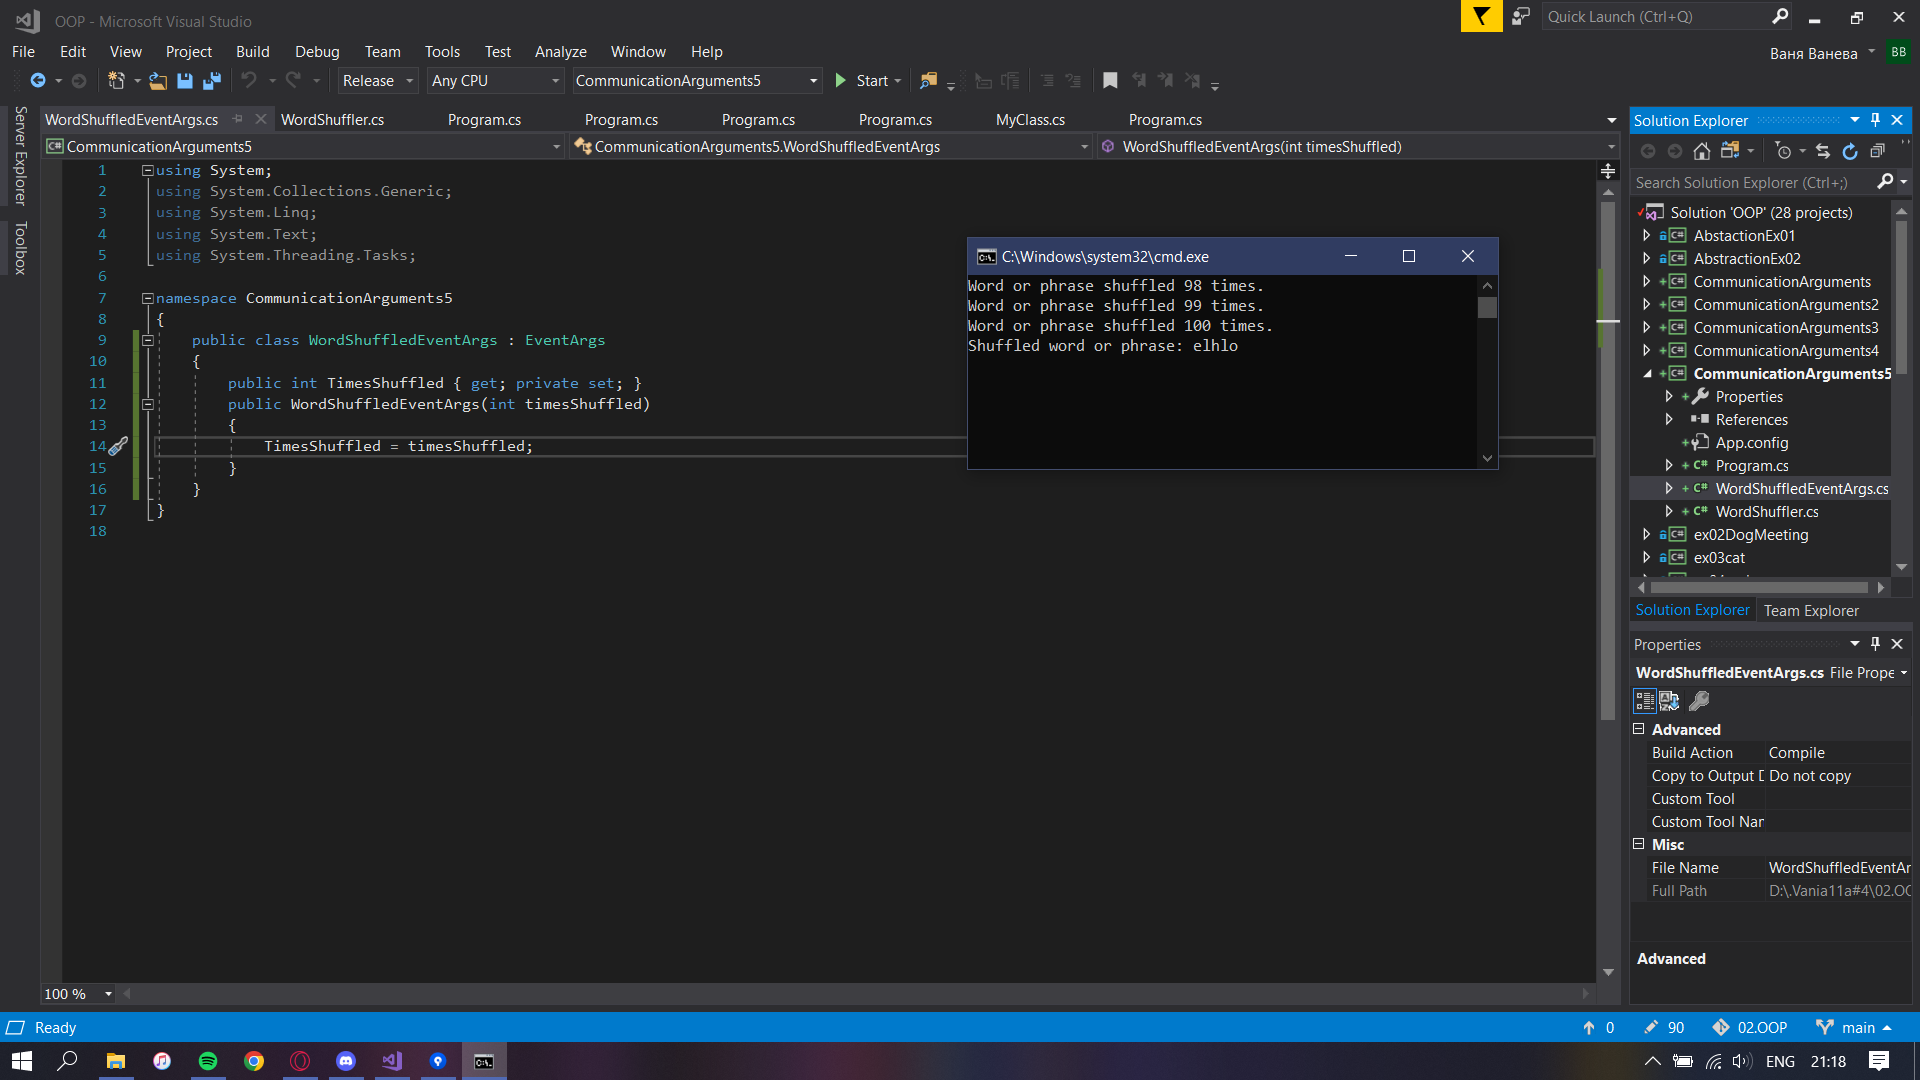 OOP - Microsoft Visual Studio
Quick Launch (Ctrl+Q)
File Edit View Project Build Debug Team Tools Test Analyze Window Help
Ваня Ванева BB
Release Any CPU CommunicationArguments5 Start
Server Explorer
Toolbox
WordShuffledEventArgs.cs WordShuffler.cs Program.cs Program.cs Program.cs Program.cs MyClass.cs Program.cs
CommunicationArguments5 CommunicationArguments5.WordShuffledEventArgs WordShuffledEventArgs(int timesShuffled)
1 using System;
2 using System.Collections.Generic;
3 using System.Linq;
4 using System.Text;
5 using System.Threading.Tasks;
6
7 namespace CommunicationArguments5
8 {
9 public class WordShuffledEventArgs : EventArgs
10 {
11 public int TimesShuffled { get; private set; }
12 public WordShuffledEventArgs(int timesShuffled)
13 {
14 TimesShuffled = timesShuffled;
15 }
16 }
17 }
18
C:\Windows\system32\cmd.exe
Word or phrase shuffled 98 times.
Word or phrase shuffled 99 times.
Word or phrase shuffled 100 times.
Shuffled word or phrase: elhlo
Solution Explorer
Search Solution Explorer (Ctrl+;)
Solution 'OOP' (28 projects)
AbstactionEx01
AbstractionEx02
CommunicationArguments
CommunicationArguments2
CommunicationArguments3
CommunicationArguments4
CommunicationArguments5
Properties
References
App.config
Program.cs
WordShuffledEventArgs.cs
WordShuffler.cs
ex02DogMeeting
ex03cat
Solution Explorer Team Explorer
Properties
WordShuffledEventArgs.cs File Prope
Advanced
Build Action Compile
Copy to Output D Do not copy
Custom Tool
Custom Tool Nar
Misc
File Name WordShuffledEventAr
Full Path D:\.Vania11a#4\02.OC
Advanced
100 %
Ready 0 90 02.OOP main
ENG 21:18